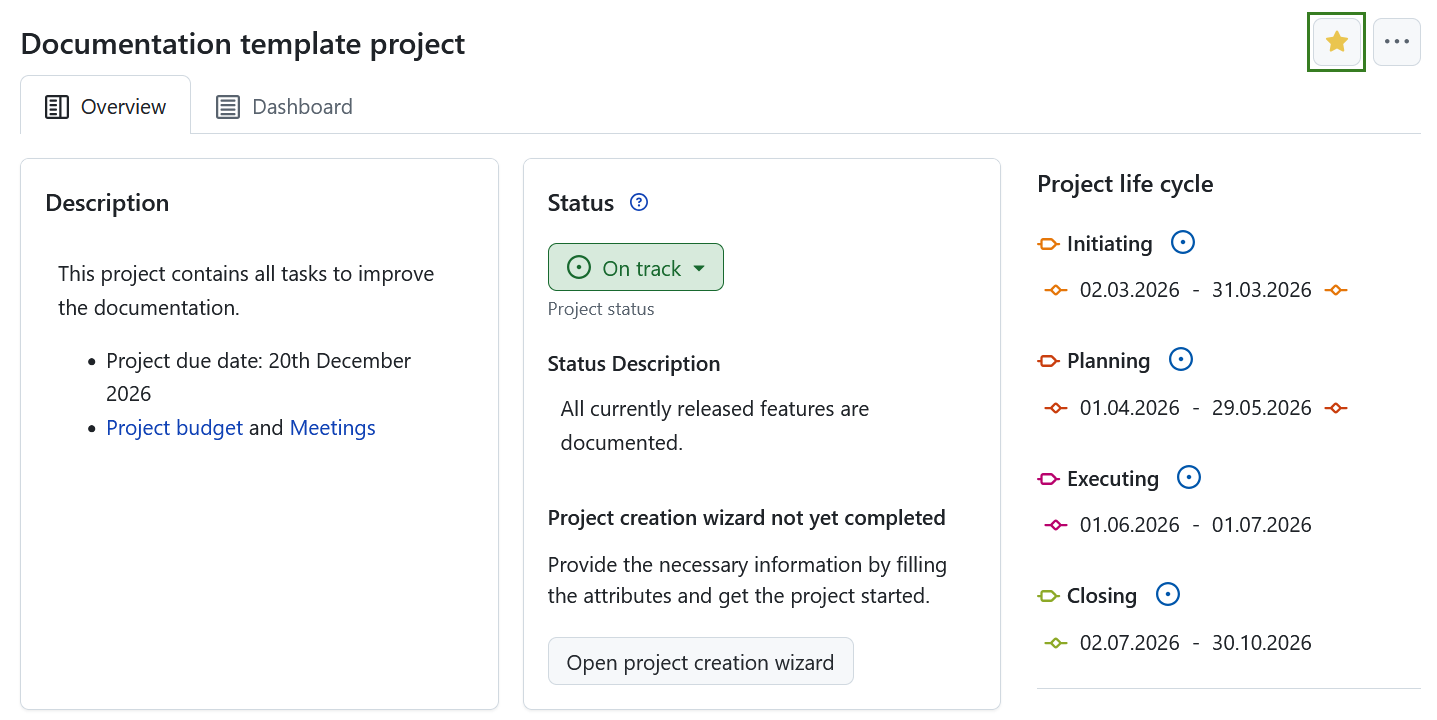 Documentation template project
Overview
Dashboard
Description
This project contains all tasks to improve
the documentation.
Project due date: 20th December
2026
Project budget and Meetings
Status
On track
Project status
Status Description
All currently released features are
documented.
Project creation wizard not yet completed
Provide the necessary information by filling
the attributes and get the project started.
Open project creation wizard
Project life cycle
Initiating
02.03.2026 - 31.03.2026
Planning
01.04.2026 - 29.05.2026
Executing
01.06.2026 - 01.07.2026
Closing
02.07.2026 - 30.10.2026